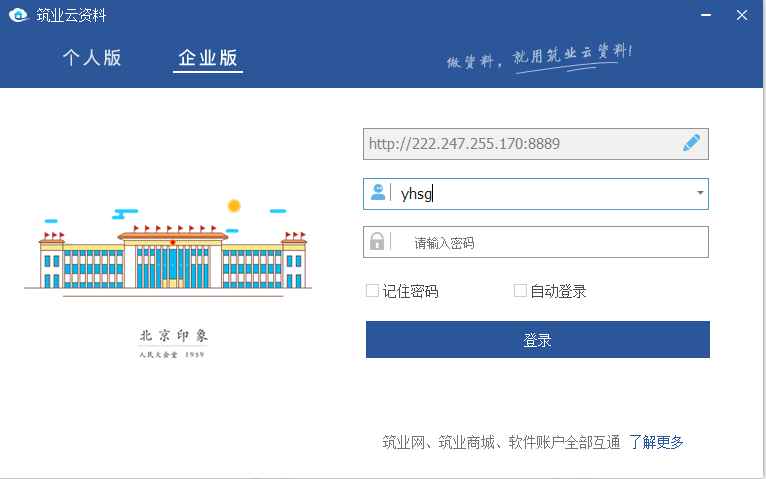 筑业云资料
个人版 企业版
做资料，就用筑业云资料!
http://222.247.255.170:8889
yhsg
请输入密码
记住密码 自动登录
登录
北京印象
人民大会堂 1959
筑业网、筑业商城、软件账户全部互通 了解更多